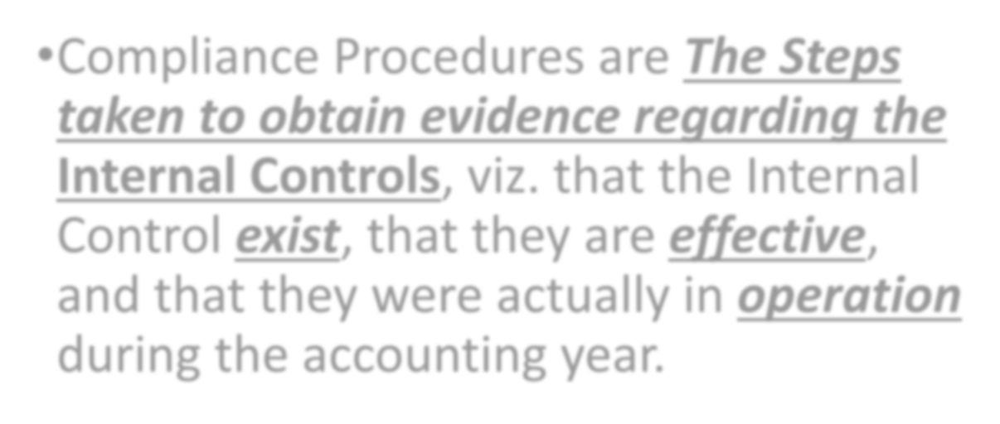 •Compliance Procedures are The Steps
taken to obtain evidence regarding the
Internal Controls, viz. that the Internal
Control exist, that they are effective,
and that they were actually in operation
during the accounting year.